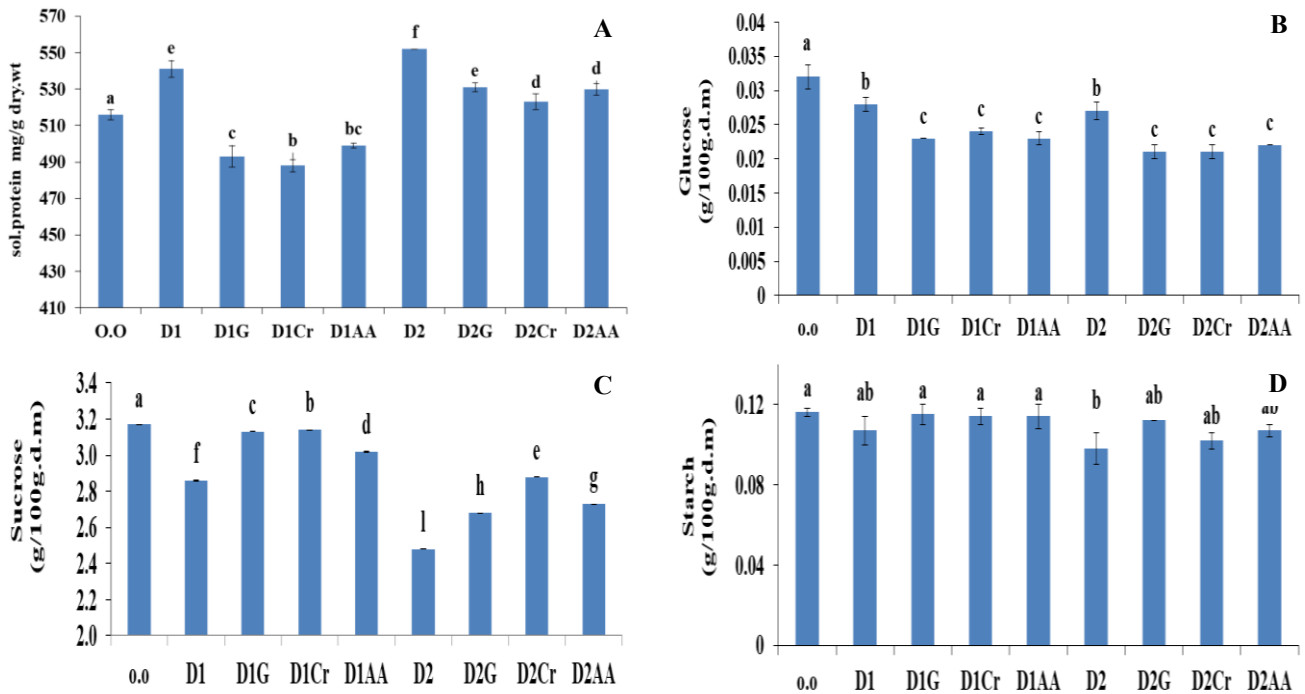 A
sol.protein mg/g dry.wt
570
550
530
510
490
470
450
430
410
a
e
c
b
bc
f
e
d
d
O.O D1 D1G D1Cr D1AA D2 D2G D2Cr D2AA
B
Glucose
(g/100g.d.m)
0.04
0.035
0.03
0.025
0.02
0.015
0.01
0.005
0
a
b
c
c
c
b
c
c
c
0.0 D1 D1G D1Cr D1AA D2 D2G D2Cr D2AA
C
Sucrose
(g/100g.d.m)
3.4
3.2
3.0
2.8
2.6
2.4
2.2
2.0
a
f
c
b
d
l
h
e
g
0.0 D1 D1G D1Cr D1AA D2 D2G D2Cr D2AA
D
Starch
(g/100g.d.m)
0.12
0.08
0.04
0
a
ab
a
a
a
b
ab
ab
ab
0.0 D1 D1G D1Cr D1AA D2 D2G D2Cr D2AA